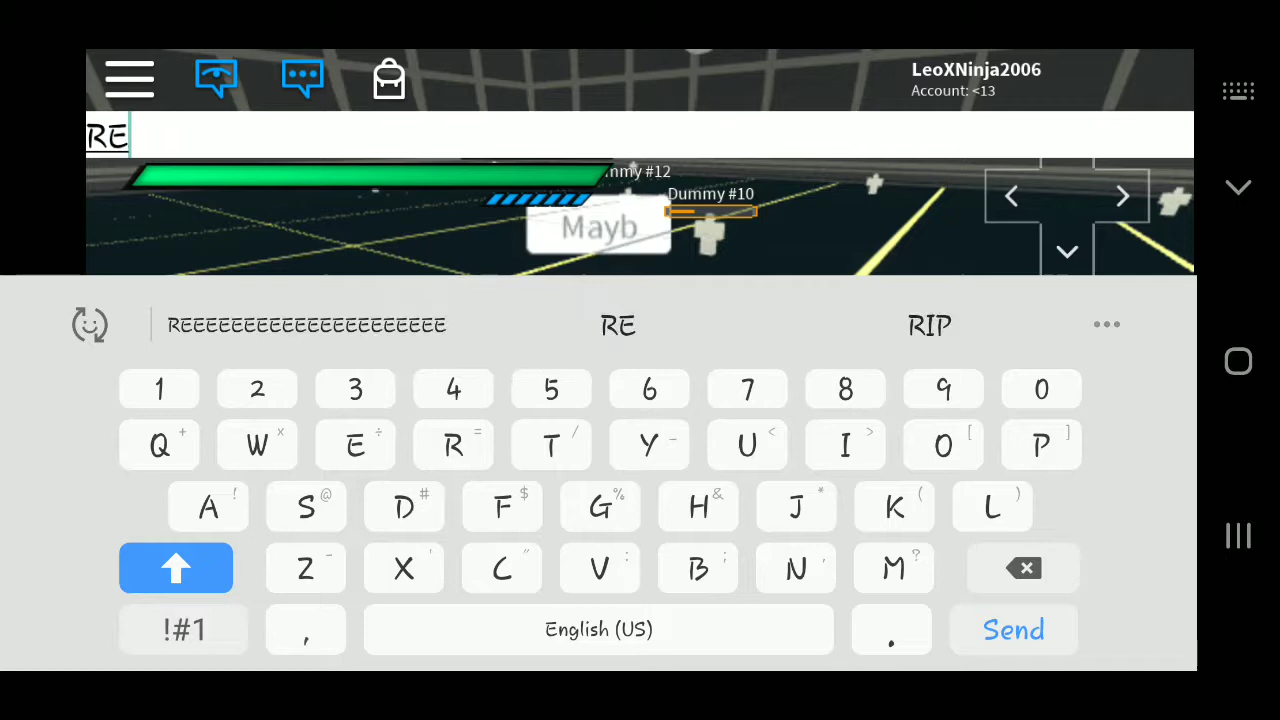 LeoXNinja2006
Account: <13
RE
mmy #12
Dummy #10
Mayb
REEEEEEEEEEEEEEEEEEEEEE RE RIP •••
1 2 3 4 5 6 7 8 9 0
Q + W × E ÷ R = T / Y - U < I > O [ P ]
A ! S @ D # F $ G % H & J * K ( L )
Z - X ' C " V : B ; N , M ?
!#1 , English (US) . Send